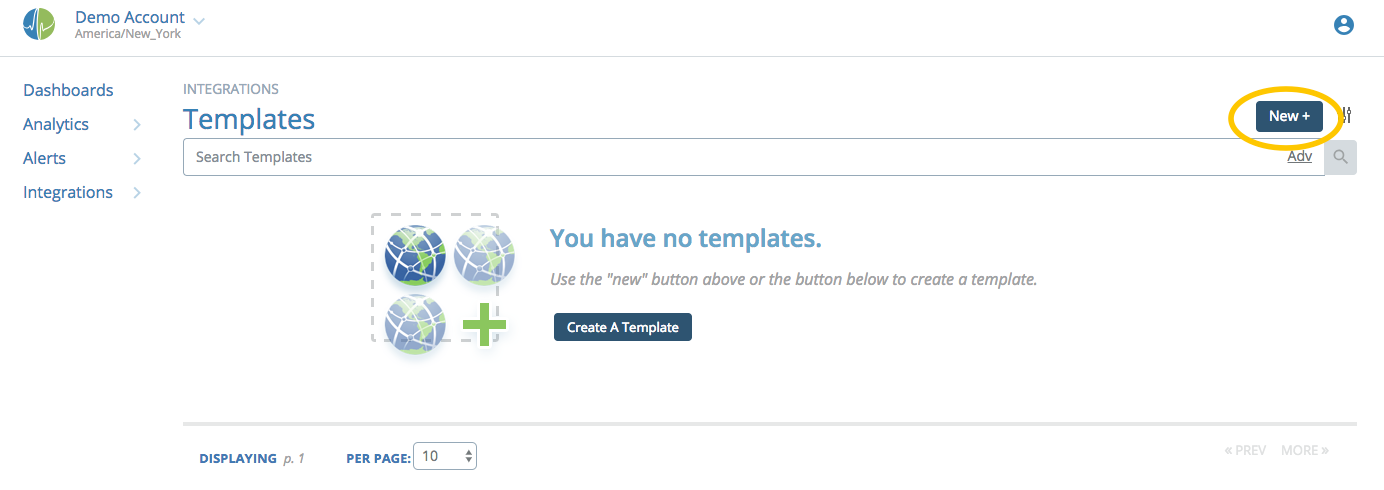 Demo Account
America/New_York
Dashboards
Analytics
Alerts
Integrations
INTEGRATIONS
Templates
New +
Search Templates
Adv
You have no templates.
Use the "new" button above or the button below to create a template.
Create A Template
DISPLAYING p. 1
PER PAGE: 10
« PREV MORE »